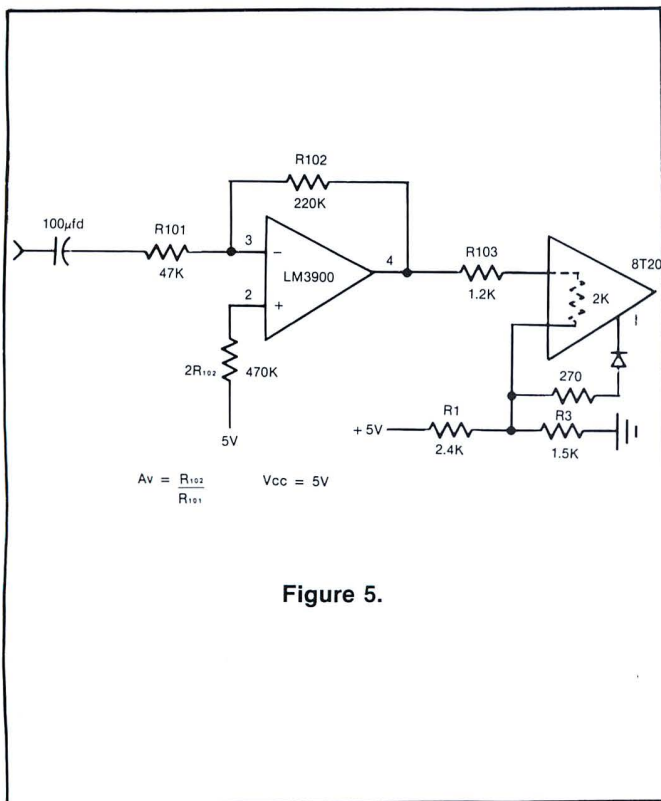 R102
220K
100µfd
R101
47K
3
−
LM3900
2
+
4
R103
1.2K
8T20
2K
2R₁₀₂
470K
5V
270
+ 5V
R1
2.4K
R3
1.5K
Av = R₁₀₂
R₁₀₁
Vcc = 5V
Figure 5.